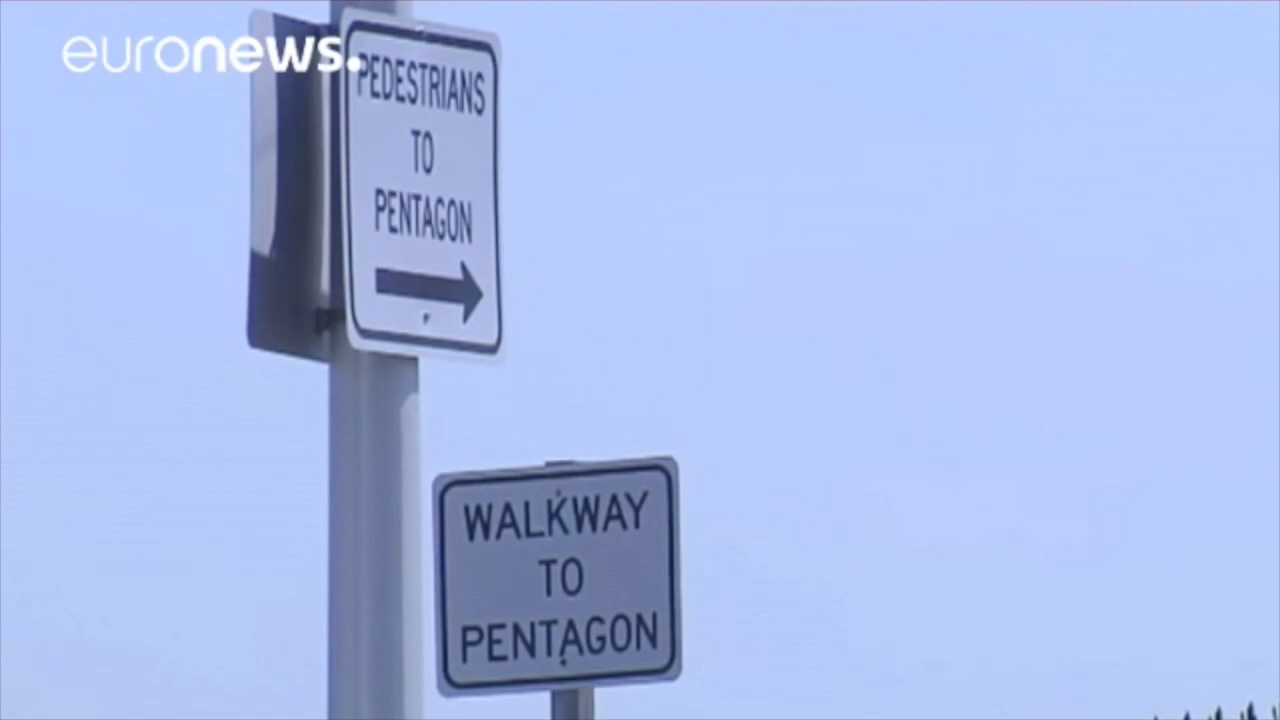 euronews.
PEDESTRIANS
TO
PENTAGON
WALKWAY
TO
PENTAGON